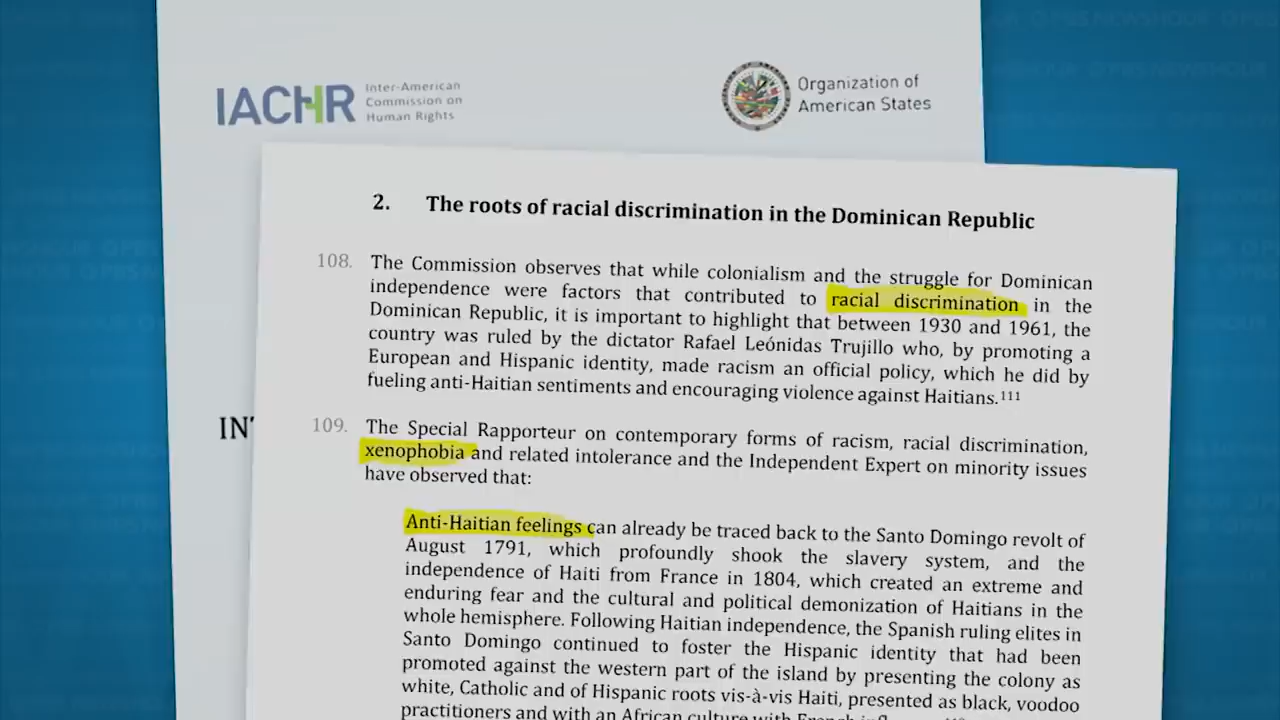 IACHR
Inter-American
Commission on
Human Rights
Organization of
American States
2. The roots of racial discrimination in the Dominican Republic
108. The Commission observes that while colonialism and the struggle for Dominican
independence were factors that contributed to racial discrimination in the
Dominican Republic, it is important to highlight that between 1930 and 1961, the
country was ruled by the dictator Rafael Leónidas Trujillo who, by promoting a
European and Hispanic identity, made racism an official policy, which he did by
fueling anti-Haitian sentiments and encouraging violence against Haitians.¹¹¹
INT
109. The Special Rapporteur on contemporary forms of racism, racial discrimination,
xenophobia and related intolerance and the Independent Expert on minority issues
have observed that:
Anti-Haitian feelings can already be traced back to the Santo Domingo revolt of
August 1791, which profoundly shook the slavery system, and the
independence of Haiti from France in 1804, which created an extreme and
enduring fear and the cultural and political demonization of Haitians in the
whole hemisphere. Following Haitian independence, the Spanish ruling elites in
Santo Domingo continued to foster the Hispanic identity that had been
promoted against the western part of the island by presenting the colony as
white, Catholic and of Hispanic roots vis-à-vis Haiti, presented as black, voodoo
practitioners and with an African culture with French